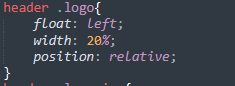 header .logo{
    float: left;
    width: 20%;
    position: relative;
}